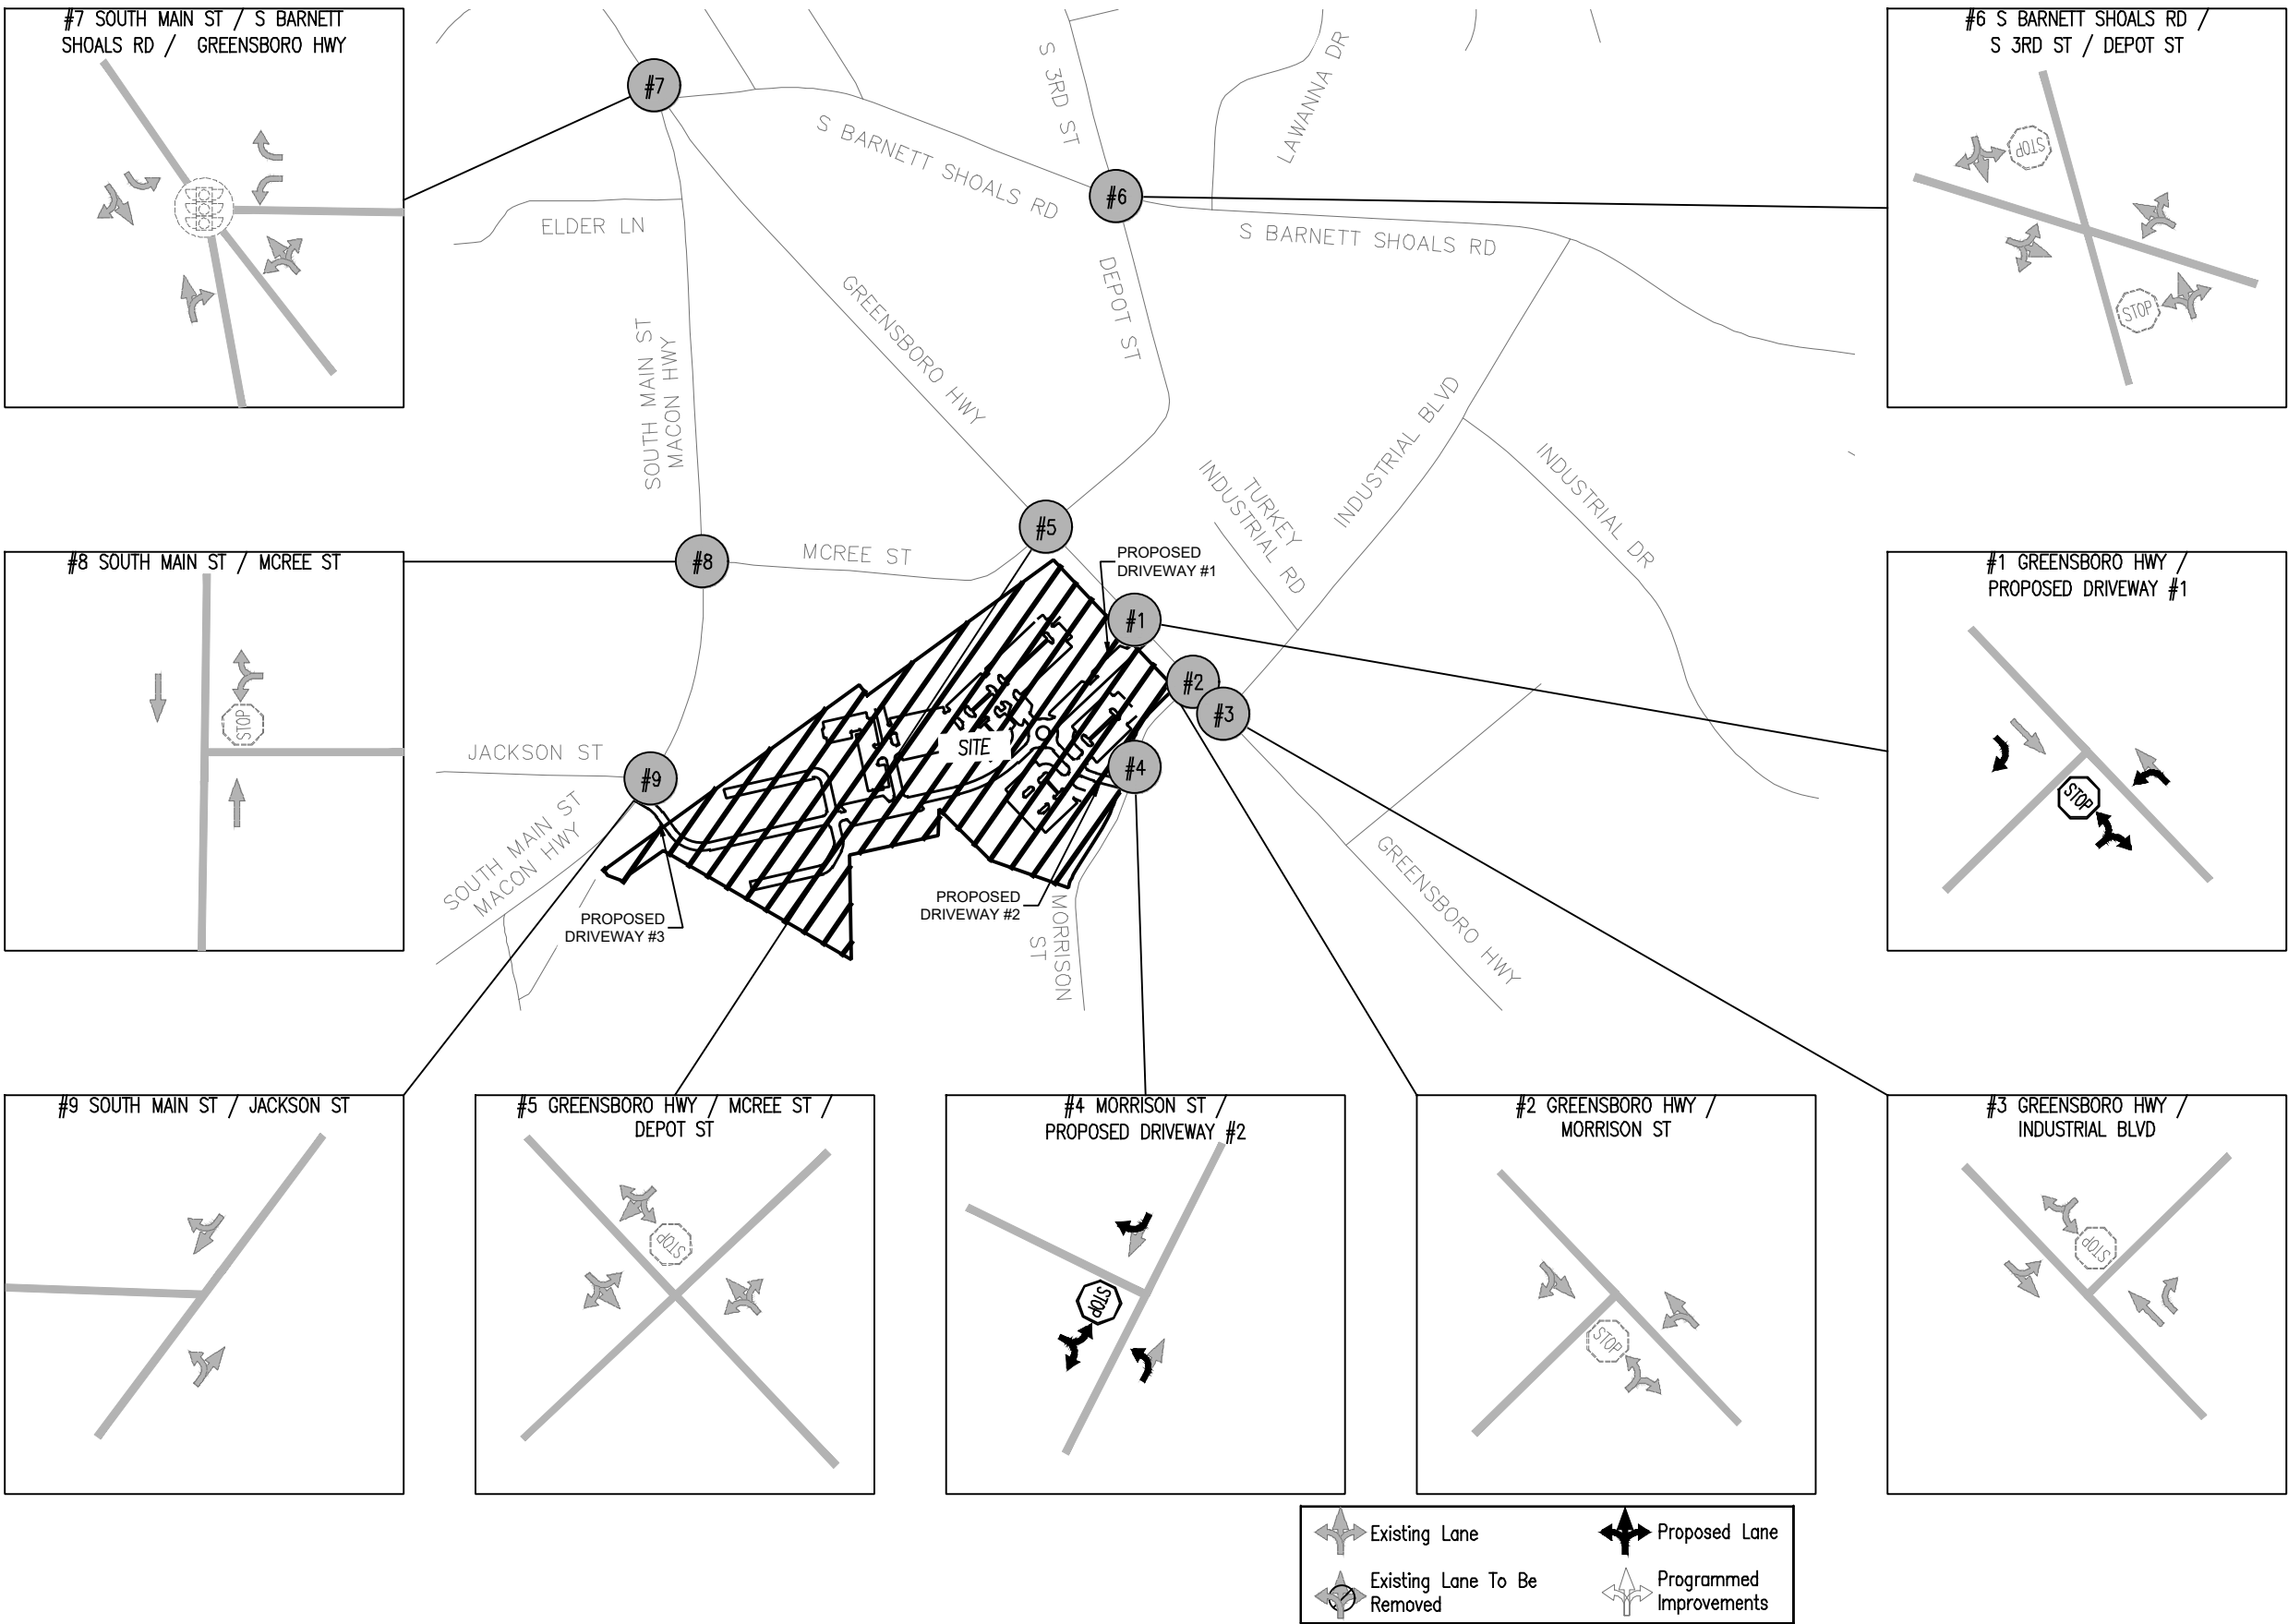 #7 SOUTH MAIN ST / S BARNETT
SHOALS RD / GREENSBORO HWY
#6 S BARNETT SHOALS RD /
S 3RD ST / DEPOT ST
STOP
STOP
#7
S 3RD ST
LAWANNA DR
S BARNETT SHOALS RD
#6
S BARNETT SHOALS RD
ELDER LN
DEPOT ST
GREENSBORO HWY
SOUTH MAIN ST
MACON HWY
INDUSTRIAL BLVD
TURKEY
INDUSTRIAL RD
INDUSTRIAL DR
#5
MCREE ST
#8
PROPOSED
DRIVEWAY #1
#1
#2
#3
#4
SITE
JACKSON ST
#9
SOUTH MAIN ST
MACON HWY
PROPOSED
DRIVEWAY #3
PROPOSED
DRIVEWAY #2
MORRISON
ST
GREENSBORO HWY
#8 SOUTH MAIN ST / MCREE ST
STOP
#1 GREENSBORO HWY /
PROPOSED DRIVEWAY #1
STOP
#9 SOUTH MAIN ST / JACKSON ST
#5 GREENSBORO HWY / MCREE ST /
DEPOT ST
STOP
#4 MORRISON ST /
PROPOSED DRIVEWAY #2
STOP
#2 GREENSBORO HWY /
MORRISON ST
STOP
#3 GREENSBORO HWY /
INDUSTRIAL BLVD
STOP
Existing Lane
Proposed Lane
Existing Lane To Be
Removed
Programmed
Improvements